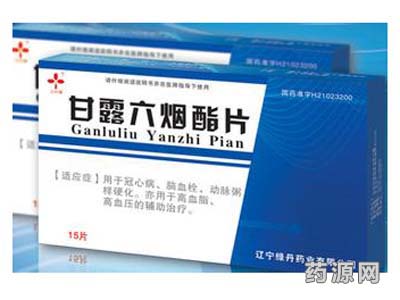 请仔细阅读说明书并在医师指导下使用
国药准字H21023200
甘露六烟酯片
Ganluliu Yanzhi Pian
【适应症】用于冠心病、脑血栓、动脉粥
样硬化。亦用于高血脂、
高血压的辅助治疗。
15片
辽宁绿丹药业有限
药源网